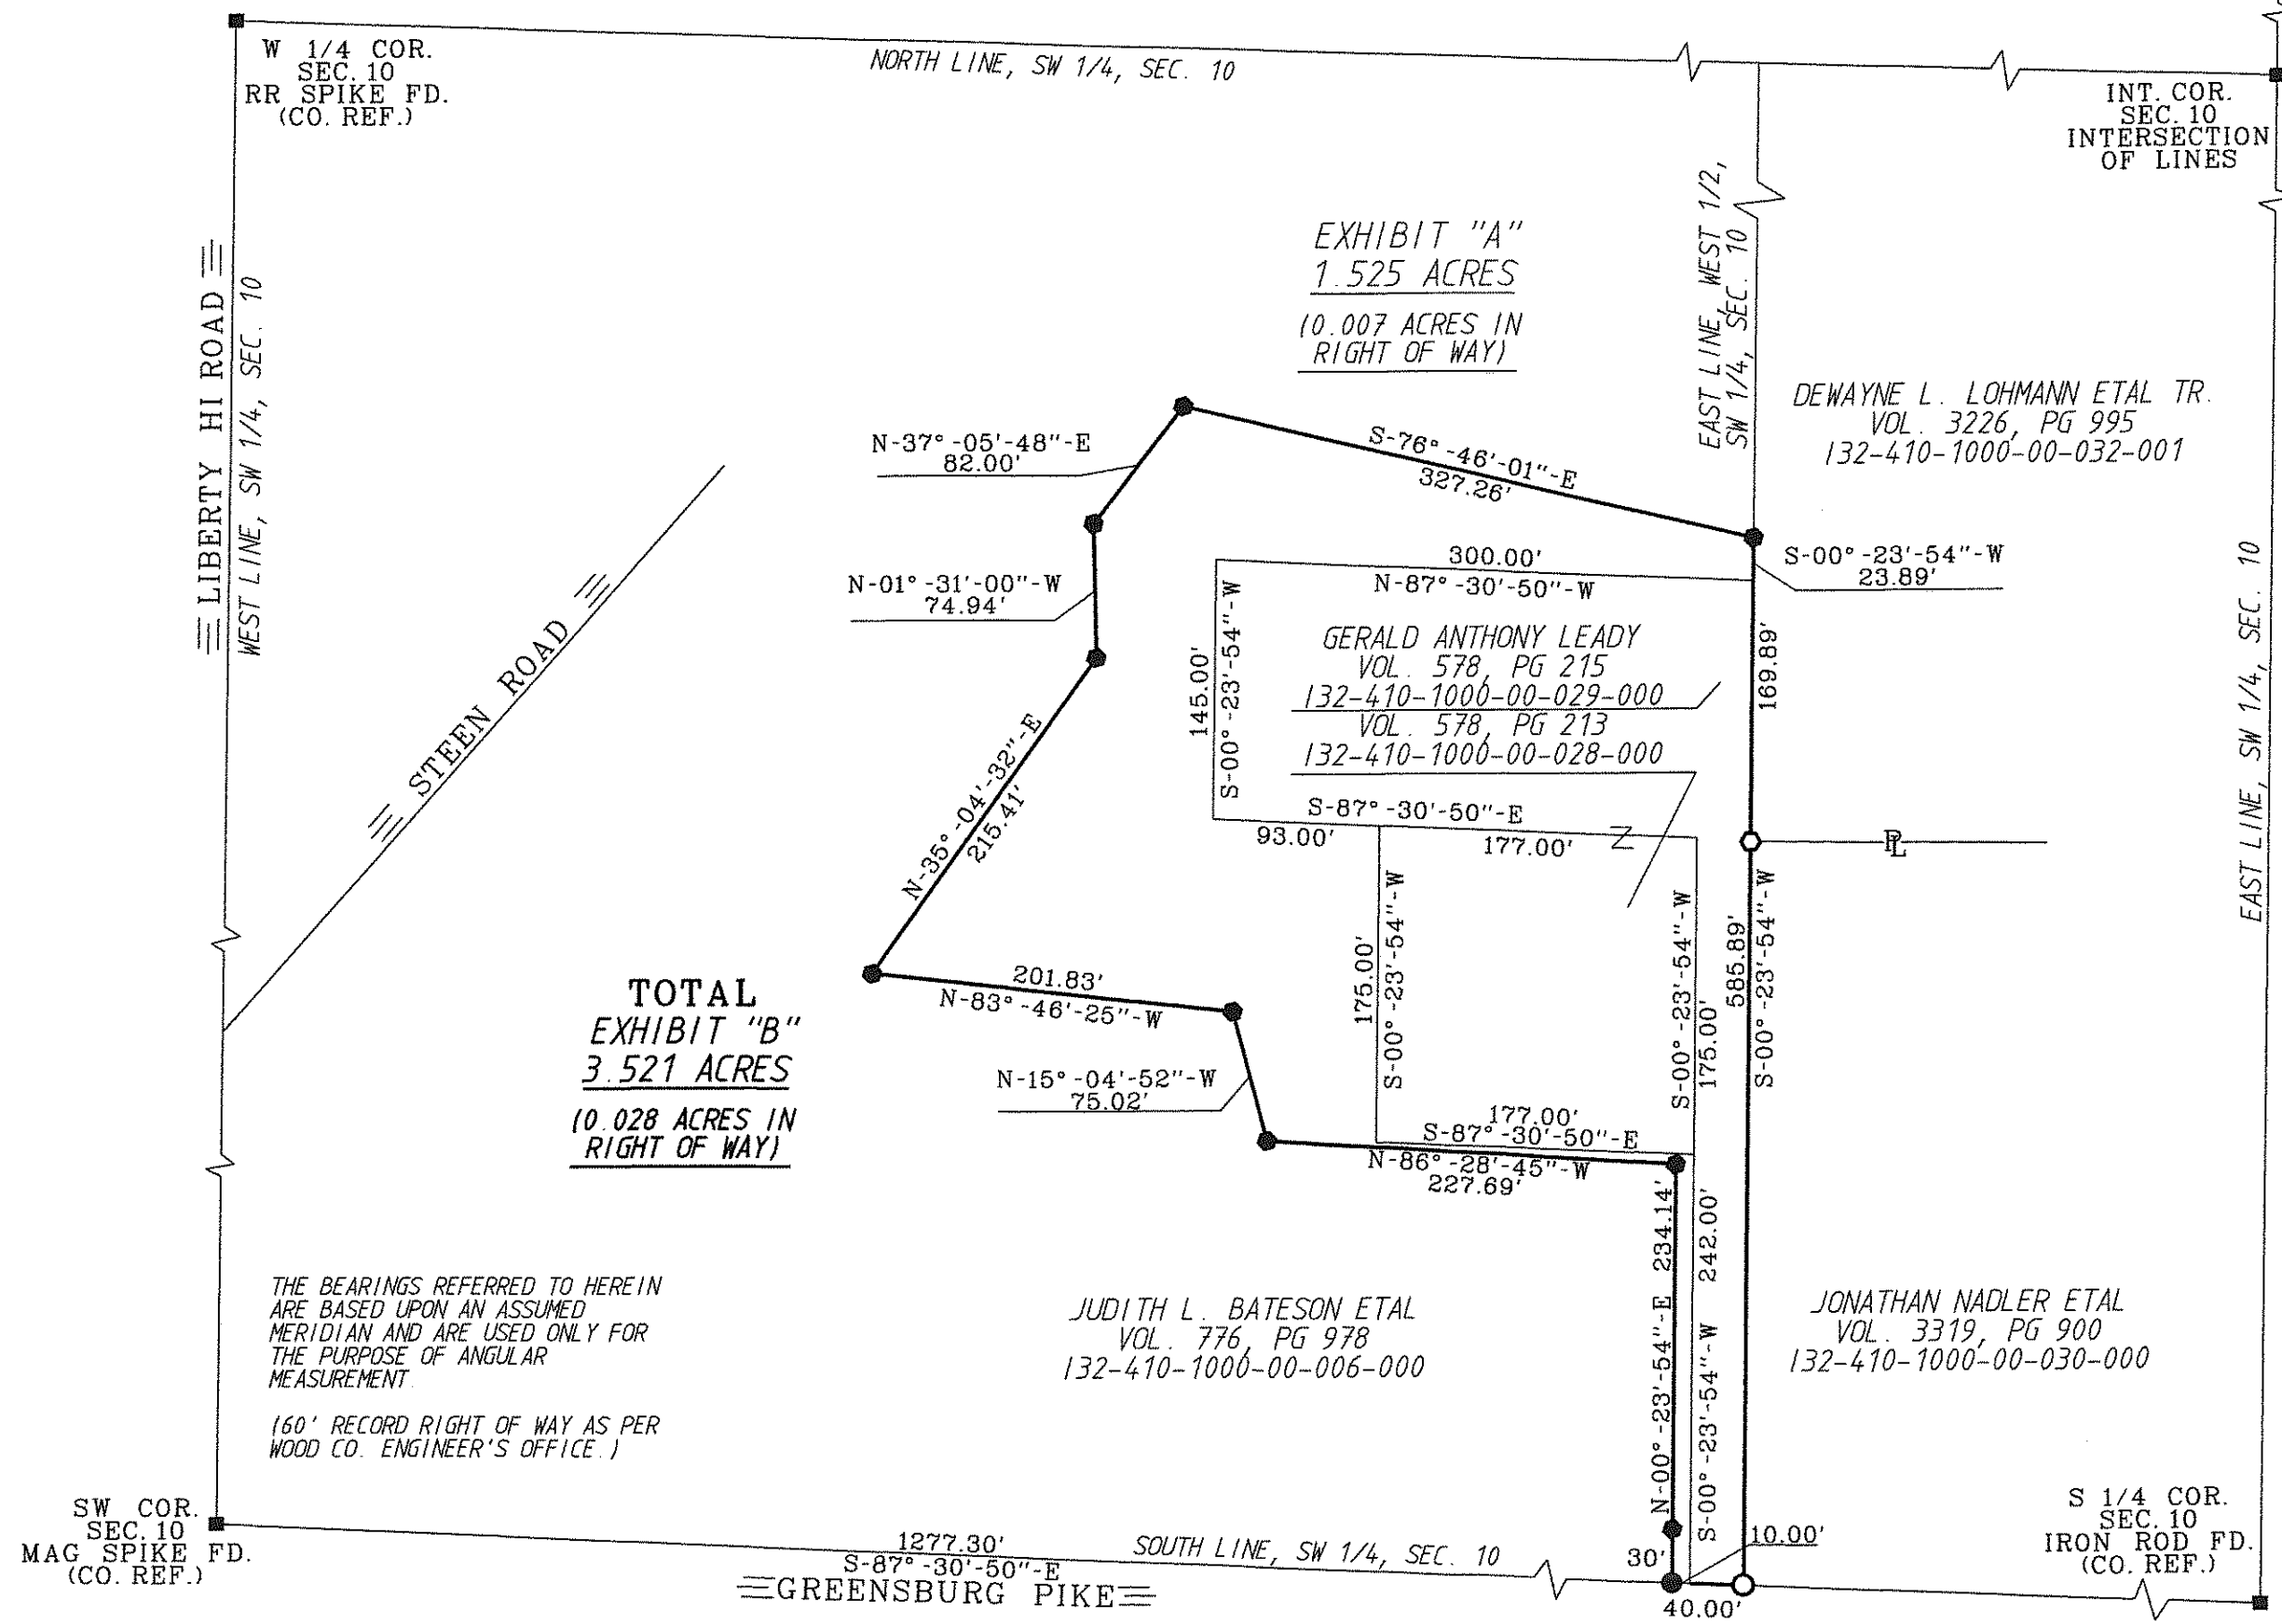 W 1/4 COR.
SEC. 10
RR SPIKE FD.
(CO. REF.)
NORTH LINE, SW 1/4, SEC. 10
INT. COR.
SEC. 10
INTERSECTION
OF LINES
LIBERTY HI ROAD
WEST LINE, SW 1/4, SEC. 10
STEEN ROAD
EXHIBIT "A"
1.525 ACRES
(0.007 ACRES IN
RIGHT OF WAY)
EAST LINE, WEST 1/2,
SW 1/4, SEC. 10
DEWAYNE L. LOHMANN ETAL TR.
VOL. 3226, PG 995
I32-410-1000-00-032-001
N-37°-05'-48"-E
82.00'
S-76°-46'-01"-E
327.26'
N-01°-31'-00"-W
74.94'
300.00'
N-87°-30'-50"-W
S-00°-23'-54"-W
23.89'
145.00'
S-00°-23'-54"-W
GERALD ANTHONY LEADY
VOL. 578, PG 215
I32-410-1000-00-029-000
VOL. 578, PG 213
I32-410-1000-00-028-000
169.89'
N-35°-04'-32"-E
215.41'
S-87°-30'-50"-E
93.00'
177.00'
PL
EAST LINE, SW 1/4, SEC. 10
175.00'
S-00°-23'-54"-W
S-00°-23'-54"-W
175.00'
585.89'
S-00°-23'-54"-W
201.83'
N-83°-46'-25"-W
TOTAL
EXHIBIT "B"
3.521 ACRES
(0.028 ACRES IN
RIGHT OF WAY)
N-15°-04'-52"-W
75.02'
177.00'
S-87°-30'-50"-E
N-86°-28'-45"-W
227.69'
N-00°-23'-54"-E 234.14'
S-00°-23'-54"-W 242.00'
THE BEARINGS REFERRED TO HEREIN
ARE BASED UPON AN ASSUMED
MERIDIAN AND ARE USED ONLY FOR
THE PURPOSE OF ANGULAR
MEASUREMENT.
(60' RECORD RIGHT OF WAY AS PER
WOOD CO. ENGINEER'S OFFICE.)
JUDITH L. BATESON ETAL
VOL. 776, PG 978
I32-410-1000-00-006-000
JONATHAN NADLER ETAL
VOL. 3319, PG 900
I32-410-1000-00-030-000
SW COR.
SEC. 10
MAG SPIKE FD.
(CO. REF.)
1277.30'
S-87°-30'-50"-E
SOUTH LINE, SW 1/4, SEC. 10
GREENSBURG PIKE
30'
10.00'
40.00'
S 1/4 COR.
SEC. 10
IRON ROD FD.
(CO. REF.)